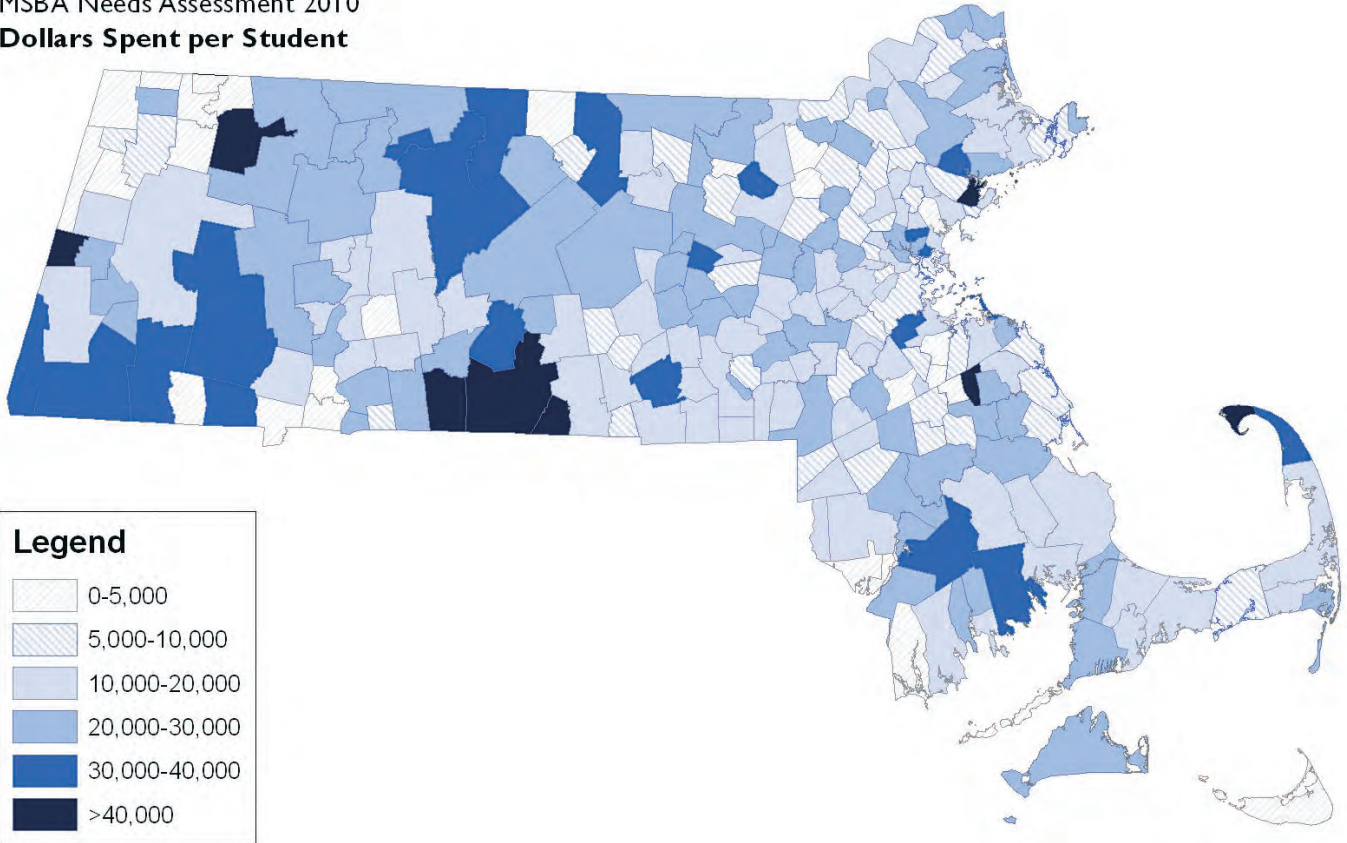 MSBA Needs Assessment 2010
Dollars Spent per Student
Legend
0-5,000
5,000-10,000
10,000-20,000
20,000-30,000
30,000-40,000
>40,000